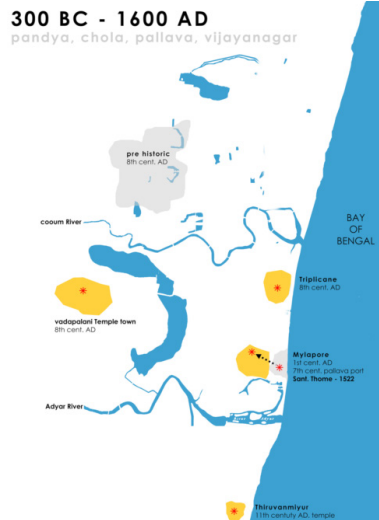 300 BC - 1600 AD
pandya, chola, pallava, vijayanagar
pre historic
8th cent. AD
cooum River
BAY
OF
BENGAL
Triplicane
8th cent. AD
vadapalani Temple town
8th cent. AD
Mylapore
1st cent. AD
7th cent. pallava port
Sant. Thome - 1522
Adyar River
Thiruvanmiyur
11th centuty AD, temple